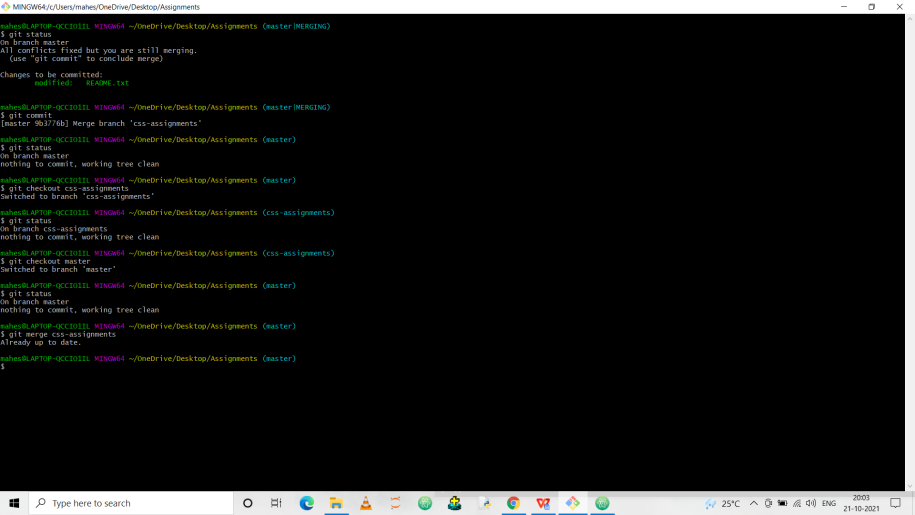 MINGW64:/c/Users/mahes/OneDrive/Desktop/Assignments
mahes@LAPTOP-QCCIO1IL MINGW64 ~/OneDrive/Desktop/Assignments (master|MERGING)
$ git status
On branch master
All conflicts fixed but you are still merging.
(use "git commit" to conclude merge)
Changes to be committed:
modified: README.txt
mahes@LAPTOP-QCCIO1IL MINGW64 ~/OneDrive/Desktop/Assignments (master|MERGING)
$ git commit
[master 9b3776b] Merge branch 'css-assignments'
mahes@LAPTOP-QCCIO1IL MINGW64 ~/OneDrive/Desktop/Assignments (master)
$ git status
On branch master
nothing to commit, working tree clean
mahes@LAPTOP-QCCIO1IL MINGW64 ~/OneDrive/Desktop/Assignments (master)
$ git checkout css-assignments
Switched to branch 'css-assignments'
mahes@LAPTOP-QCCIO1IL MINGW64 ~/OneDrive/Desktop/Assignments (css-assignments)
$ git status
On branch css-assignments
nothing to commit, working tree clean
mahes@LAPTOP-QCCIO1IL MINGW64 ~/OneDrive/Desktop/Assignments (css-assignments)
$ git checkout master
Switched to branch 'master'
mahes@LAPTOP-QCCIO1IL MINGW64 ~/OneDrive/Desktop/Assignments (master)
$ git status
On branch master
nothing to commit, working tree clean
mahes@LAPTOP-QCCIO1IL MINGW64 ~/OneDrive/Desktop/Assignments (master)
$ git merge css-assignments
Already up to date.
mahes@LAPTOP-QCCIO1IL MINGW64 ~/OneDrive/Desktop/Assignments (master)
$
Type here to search
25°C
ENG
20:03
21-10-2021